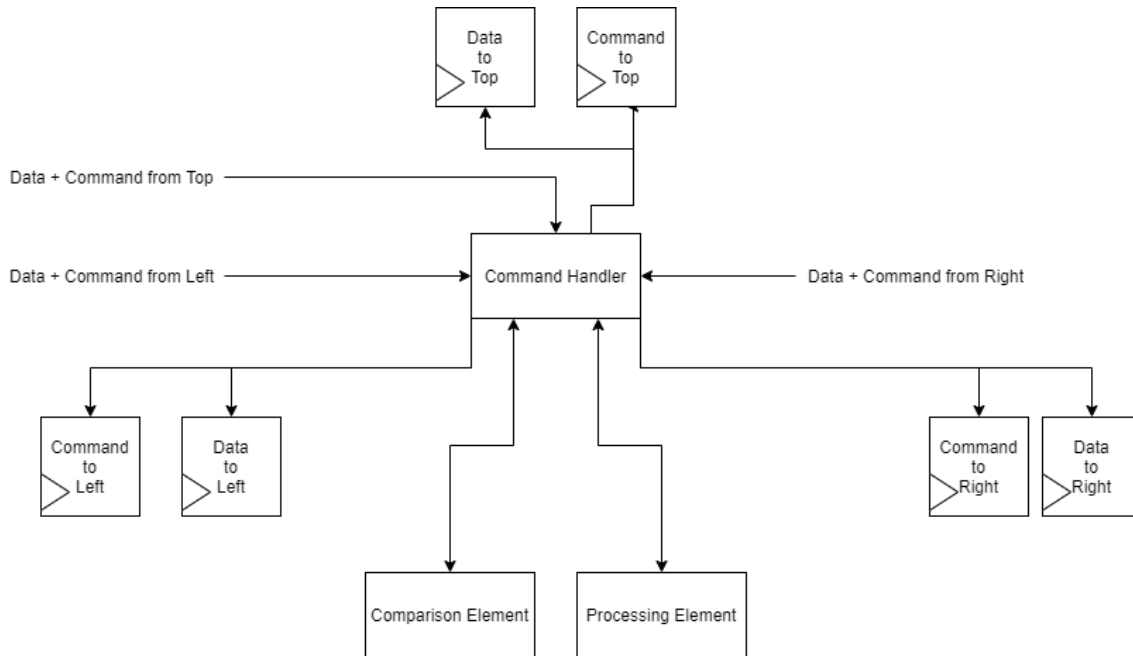 Data
to
Top
Command
to
Top
Data + Command from Top
Data + Command from Left
Command Handler
Data + Command from Right
Command
to
Left
Data
to
Left
Command
to
Right
Data
to
Right
Comparison Element
Processing Element